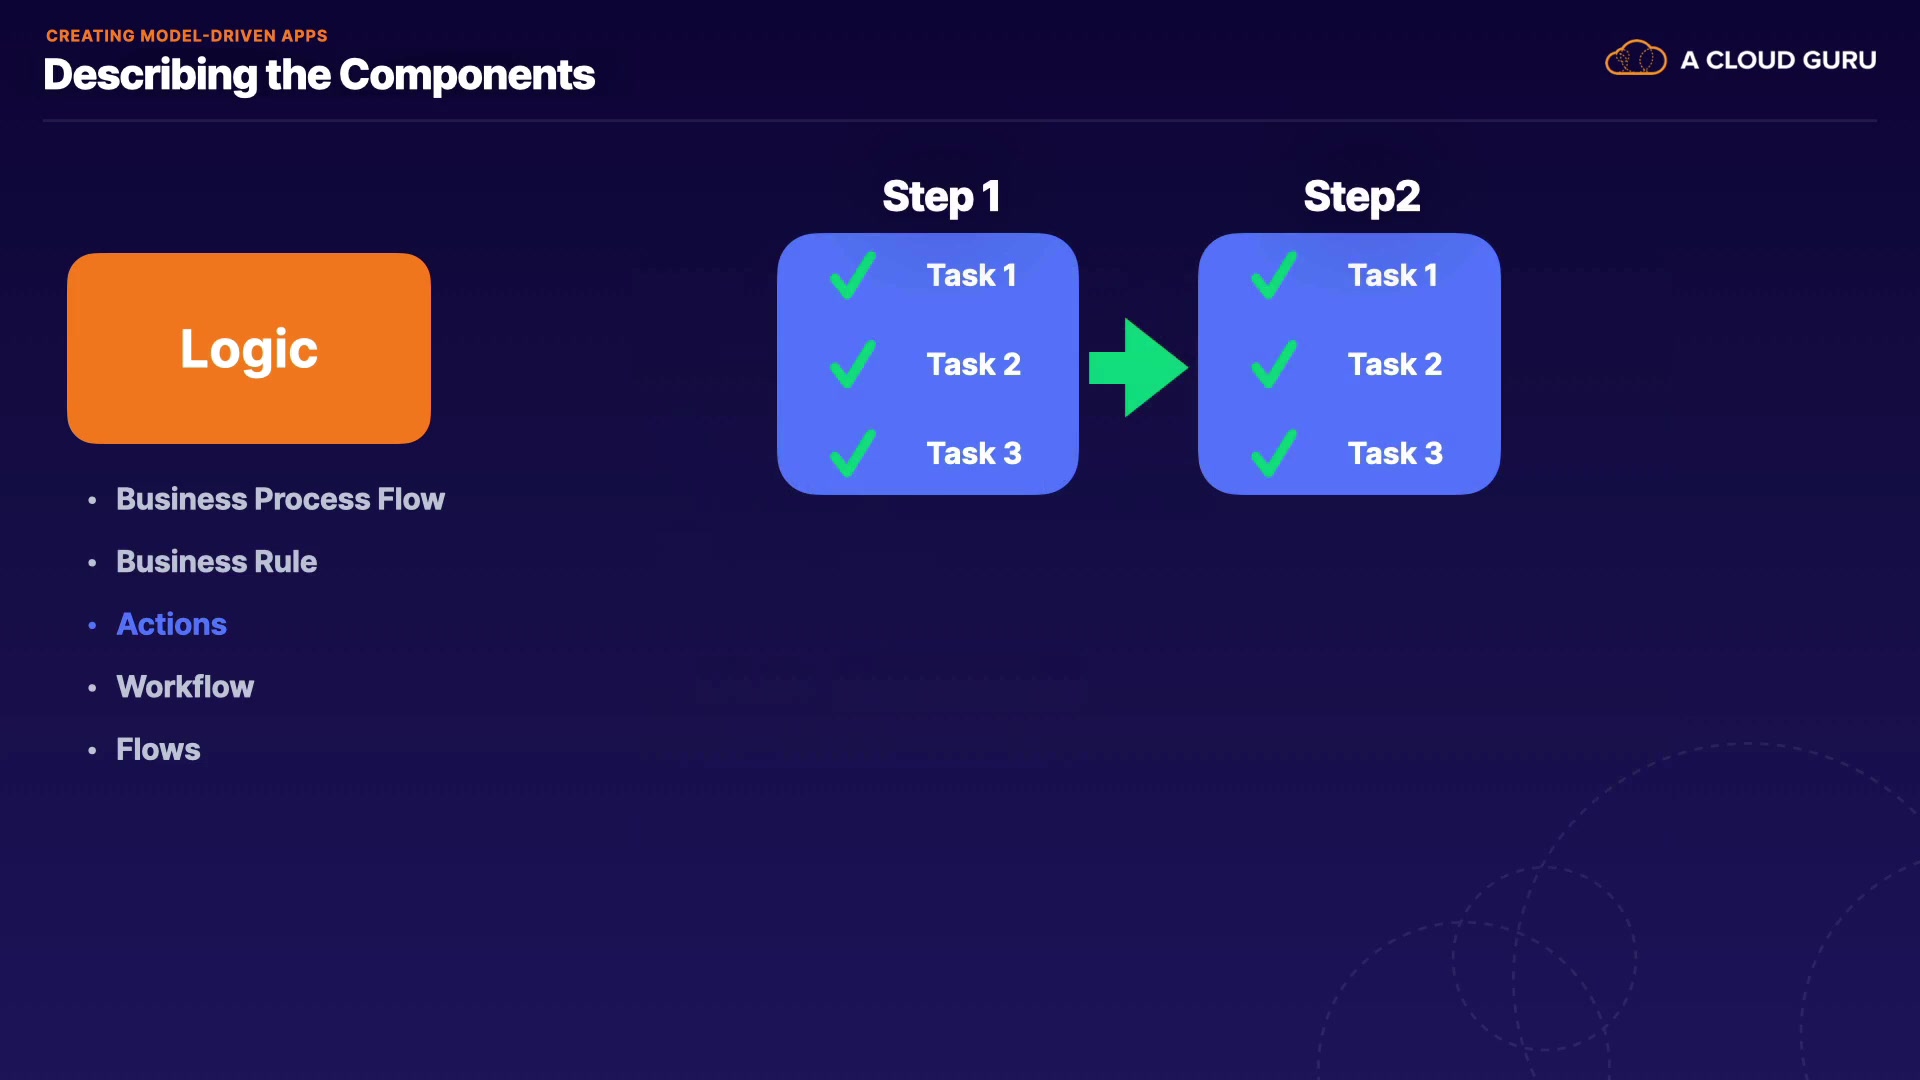 CREATING MODEL-DRIVEN APPS
Describing the Components
A CLOUD GURU
Logic
• Business Process Flow
• Business Rule
• Actions
• Workflow
• Flows
Step 1
Task 1
Task 2
Task 3
Step2
Task 1
Task 2
Task 3